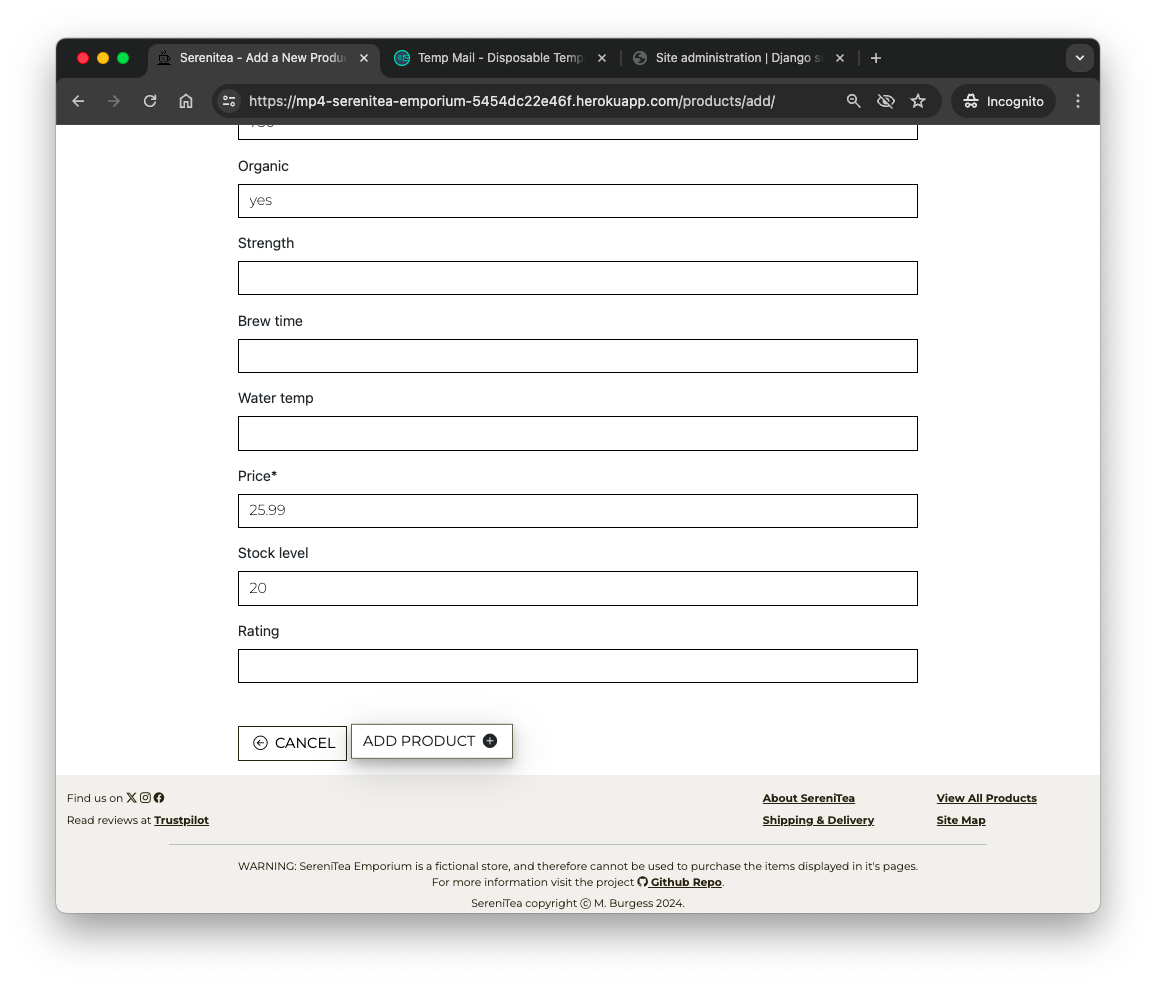 Serenitea - Add a New Produ
Temp Mail - Disposable Temp
Site administration | Django s
https://mp4-serenitea-emporium-5454dc22e46f.herokuapp.com/products/add/
Incognito
Organic
yes
Strength
Brew time
Water temp
Price*
25.99
Stock level
20
Rating
CANCEL
ADD PRODUCT
Find us on
About SereniTea
View All Products
Read reviews at Trustpilot
Shipping & Delivery
Site Map
WARNING: SereniTea Emporium is a fictional store, and therefore cannot be used to purchase the items displayed in it's pages.
For more information visit the project Github Repo.
SereniTea copyright © M. Burgess 2024.